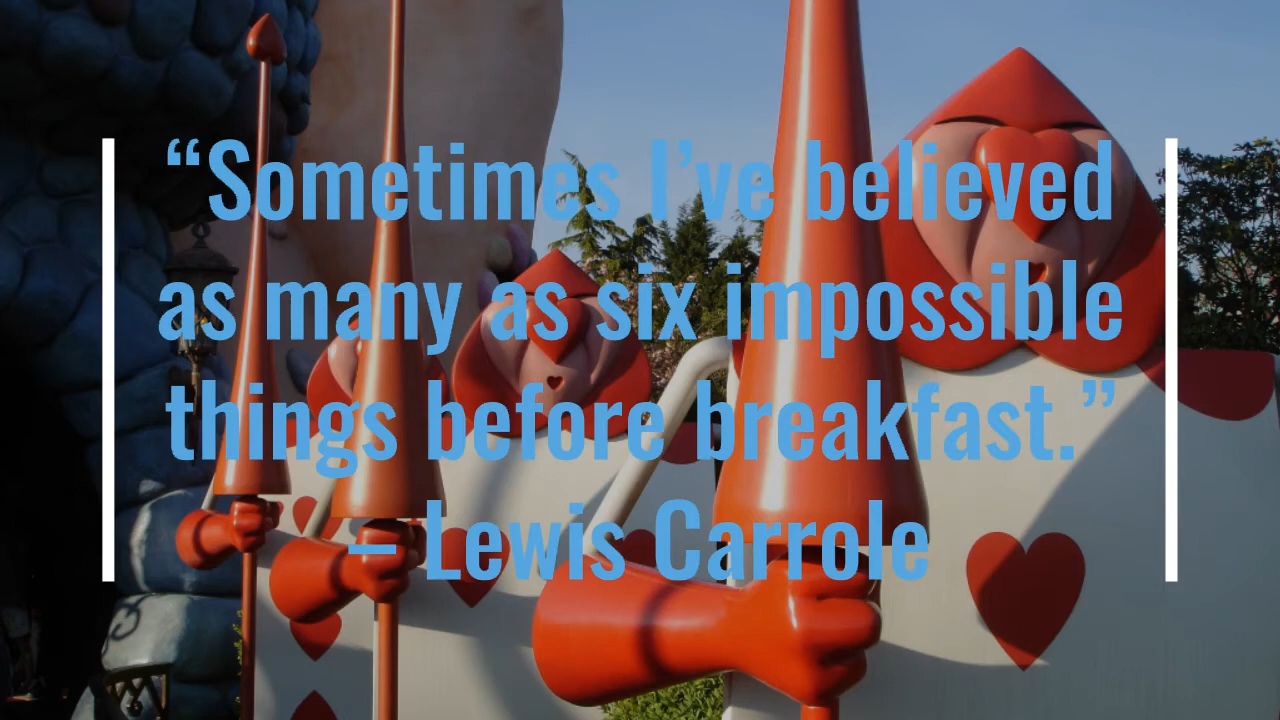 “Sometimes I’ve believed
as many as six impossible
things before breakfast.”
– Lewis Carrole